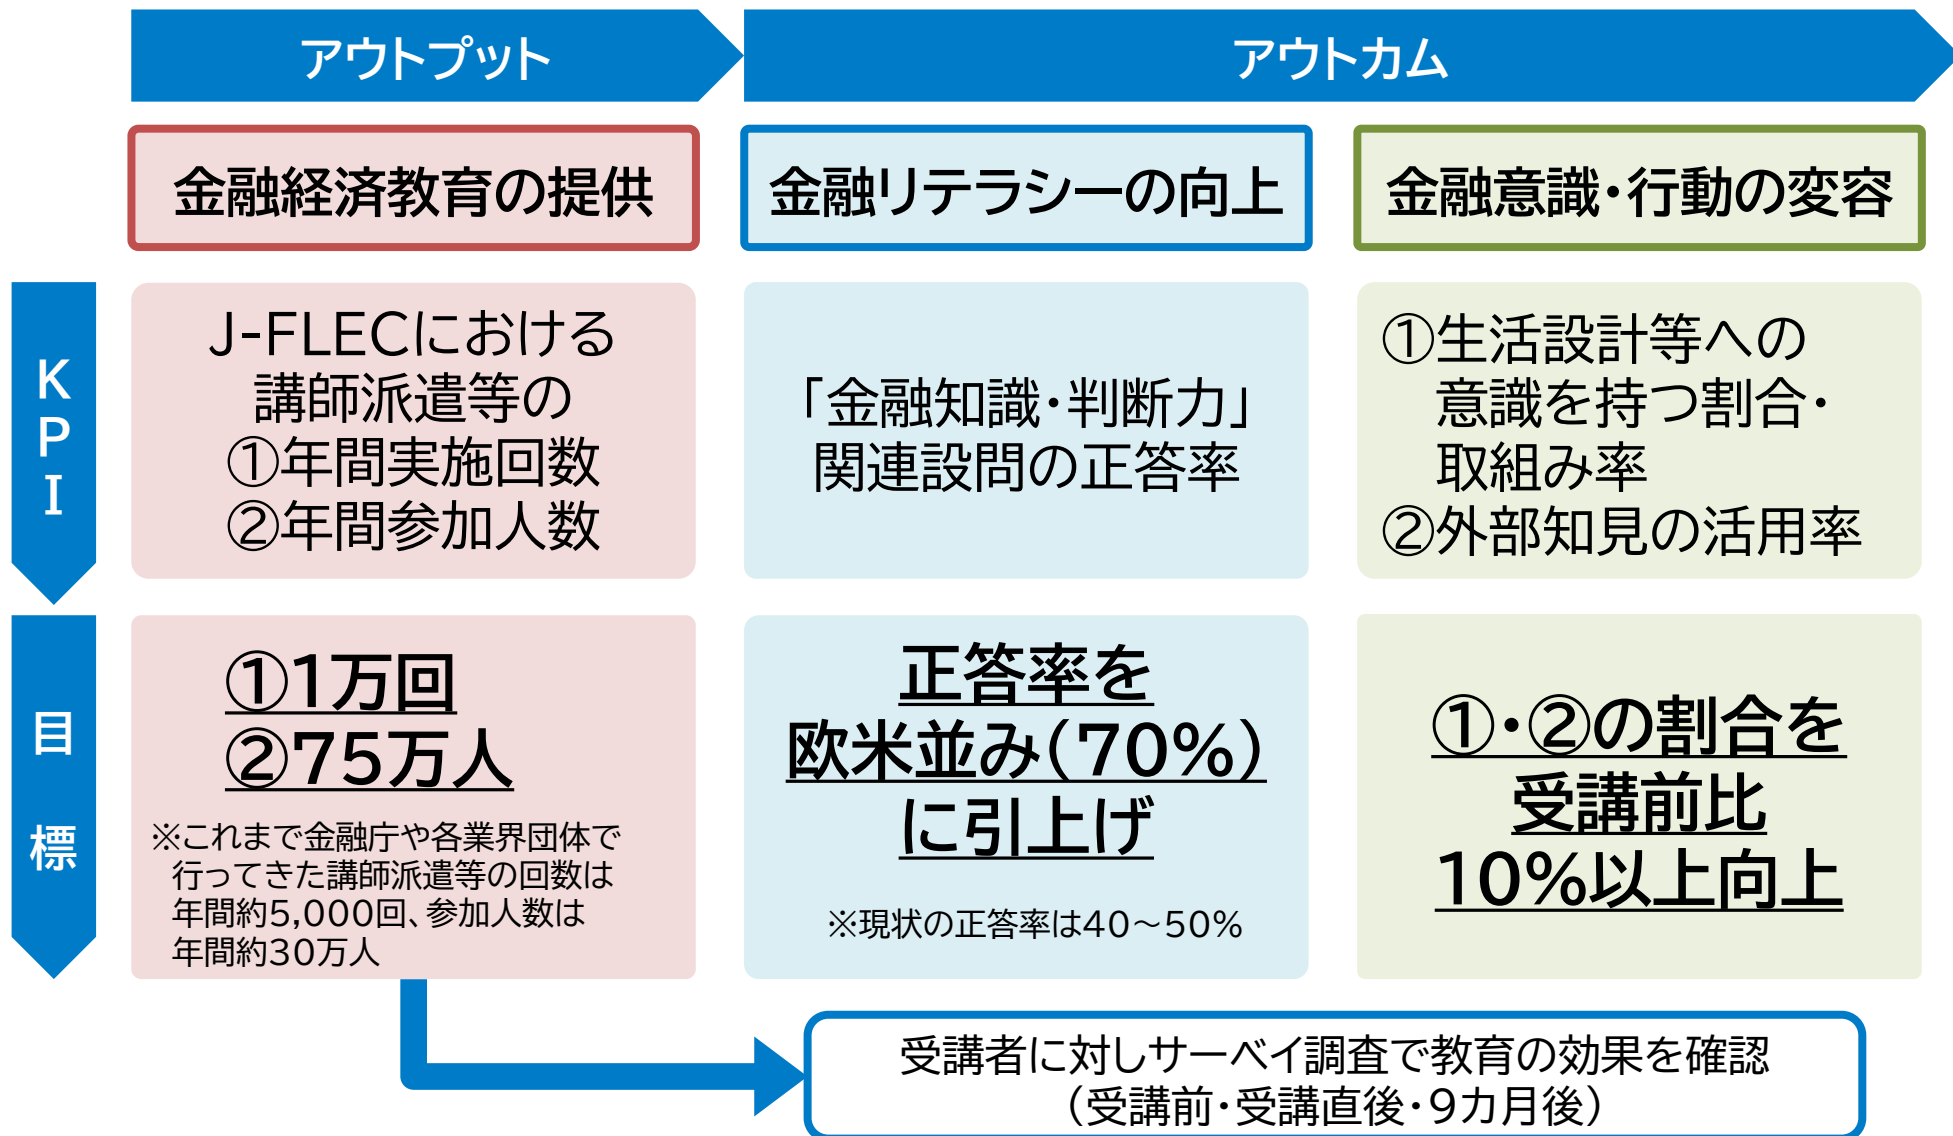 アウトプット
アウトカム
金融経済教育の提供
金融リテラシーの向上
金融意識・行動の変容
KPI
J-FLECにおける
講師派遣等の
①年間実施回数
②年間参加人数
「金融知識・判断力」
関連設問の正答率
①生活設計等への
意識を持つ割合・
取組み率
②外部知見の活用率
目標
①1万回
②75万人
※これまで金融庁や各業界団体で
行ってきた講師派遣等の回数は
年間約5,000回、参加人数は
年間約30万人
正答率を
欧米並み(70%)
に引上げ
※現状の正答率は40～50%
①・②の割合を
受講前比
10%以上向上
受講者に対しサーベイ調査で教育の効果を確認
(受講前・受講直後・9カ月後)